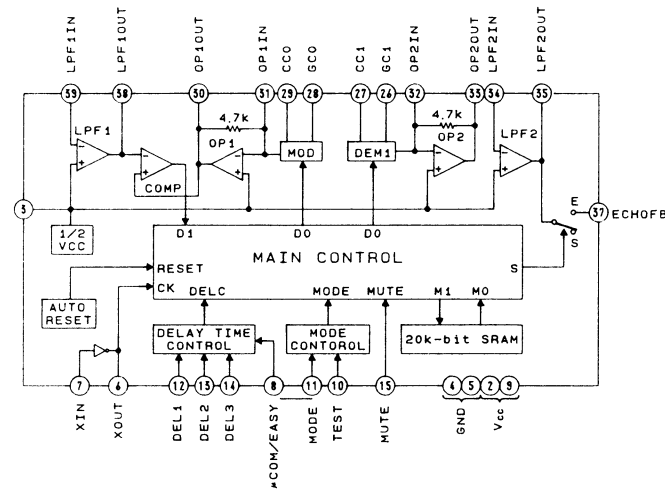 LPF1IN
LPF1OUT
OP1OUT
OP1IN
CC0
GC0
CC1
GC1
OP2IN
OP2OUT
LPF2IN
LPF2OUT
39 38 30 31 29 28 27 26 32 33 34 35
4.7k
4.7k
LPF1
OP1
OP2
LPF2
MOD
DEM1
COMP
3
1/2
VCC
E
S
37 ECHOFB
D1 D0 D0
MAIN CONTROL
RESET
S
CK
DELC
MODE
MUTE
M1
M0
AUTO
RESET
DELAY TIME
CONTROL
MODE
CONTOROL
20k-bit SRAM
7 6 12 13 14 8 11 10 15 4 5 2 9
XIN
XOUT
DEL1
DEL2
DEL3
μCOM/EASY
MODE
TEST
MUTE
GND
Vcc